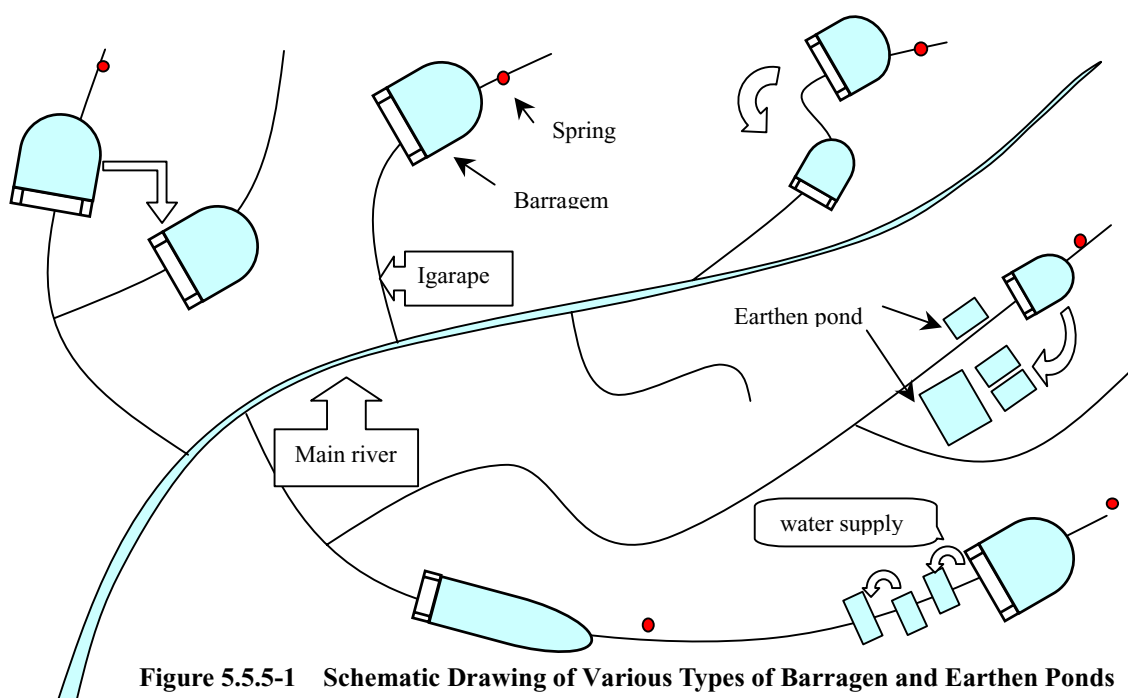 Spring
Barragem
Igarape
Earthen pond
Main river
water supply
Figure 5.5.5-1 Schematic Drawing of Various Types of Barragen and Earthen Ponds